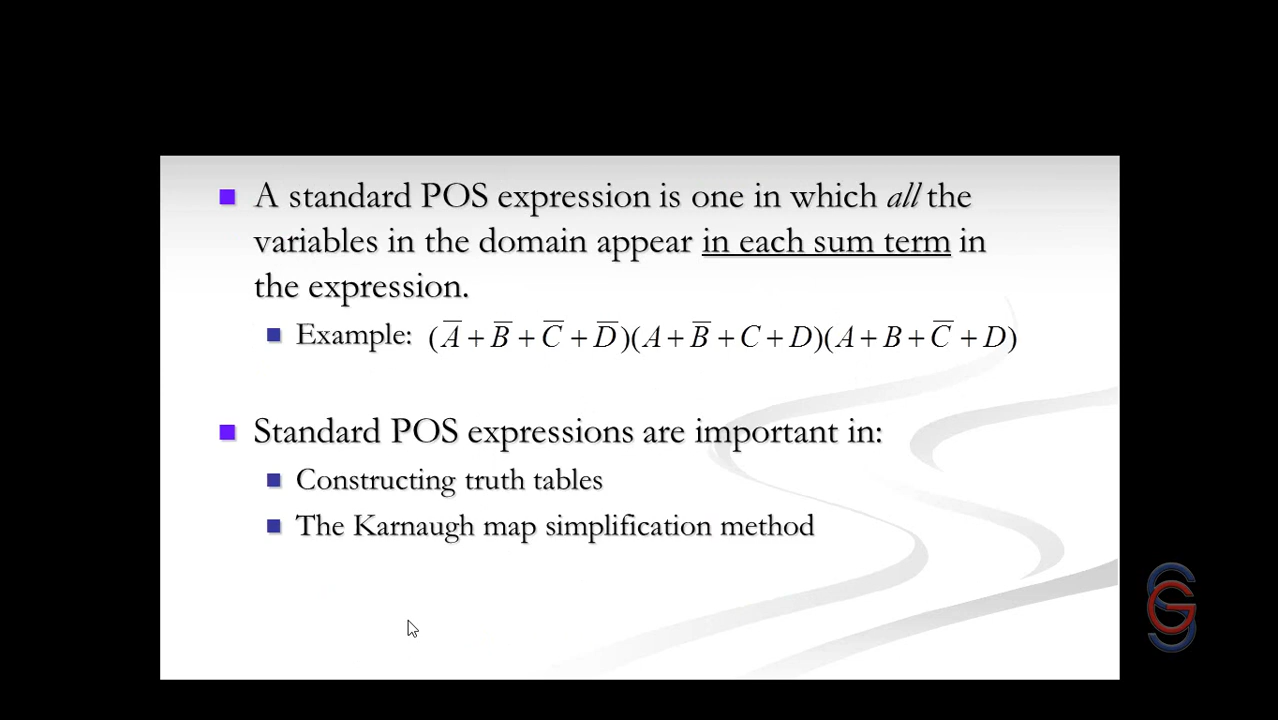 A standard POS expression is one in which all the
variables in the domain appear in each sum term in
the expression.
Example: (A̅ + B̅ + C̅ + D̅)(A + B̅ + C + D)(A + B + C̅ + D)
Standard POS expressions are important in:
Constructing truth tables
The Karnaugh map simplification method